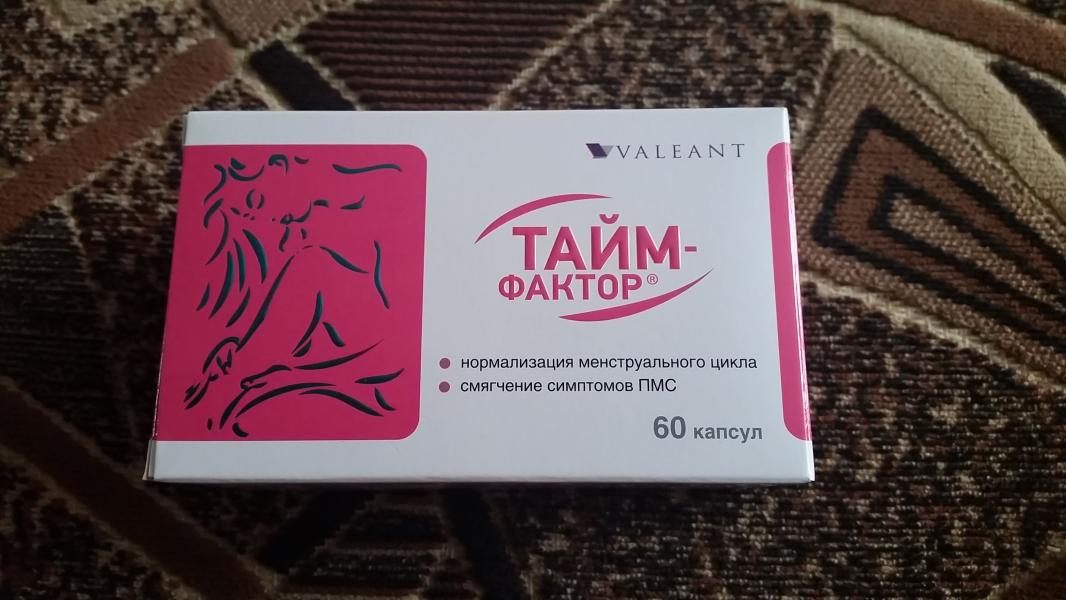 VALEANT
ТАЙМ-
ФАКТОР®
• нормализация менструального цикла
• смягчение симптомов ПМС
60 капсул